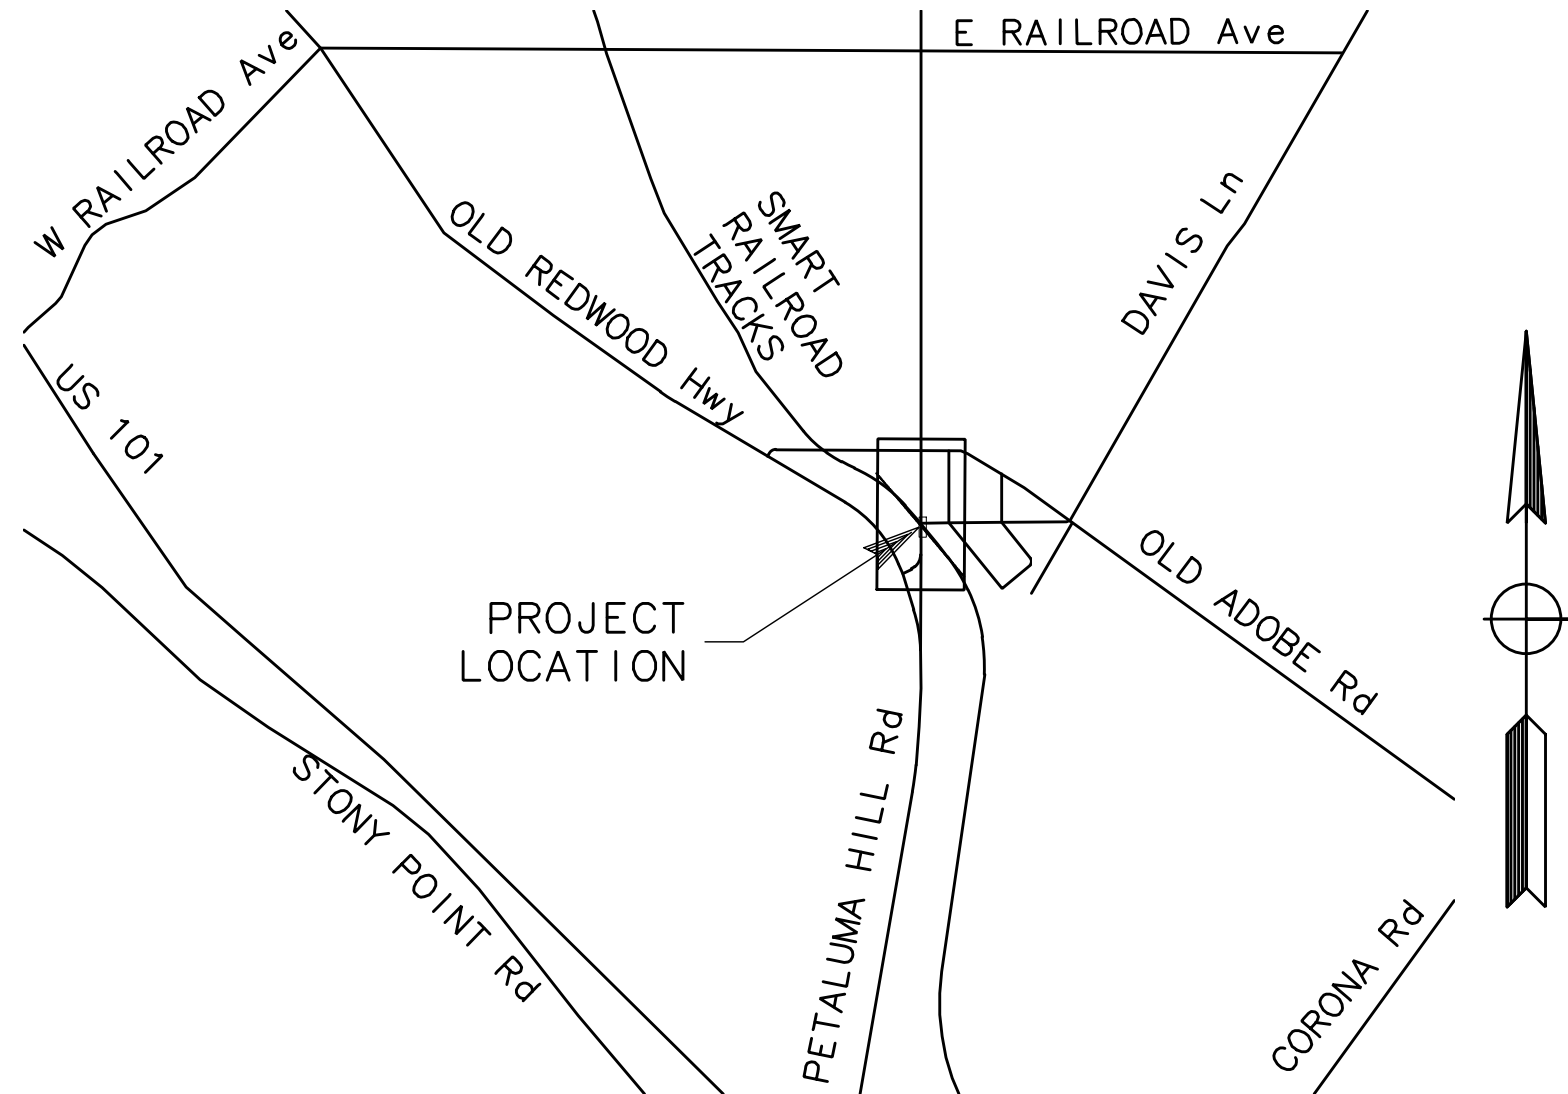 E RAILROAD Ave
W RAILROAD Ave
OLD REDWOOD Hwy
SMART
RAILROAD
TRACKS
DAVIS Ln
US 101
OLD ADOBE Rd
PROJECT
LOCATION
PETALUMA HILL Rd
STONY POINT Rd
CORONA Rd